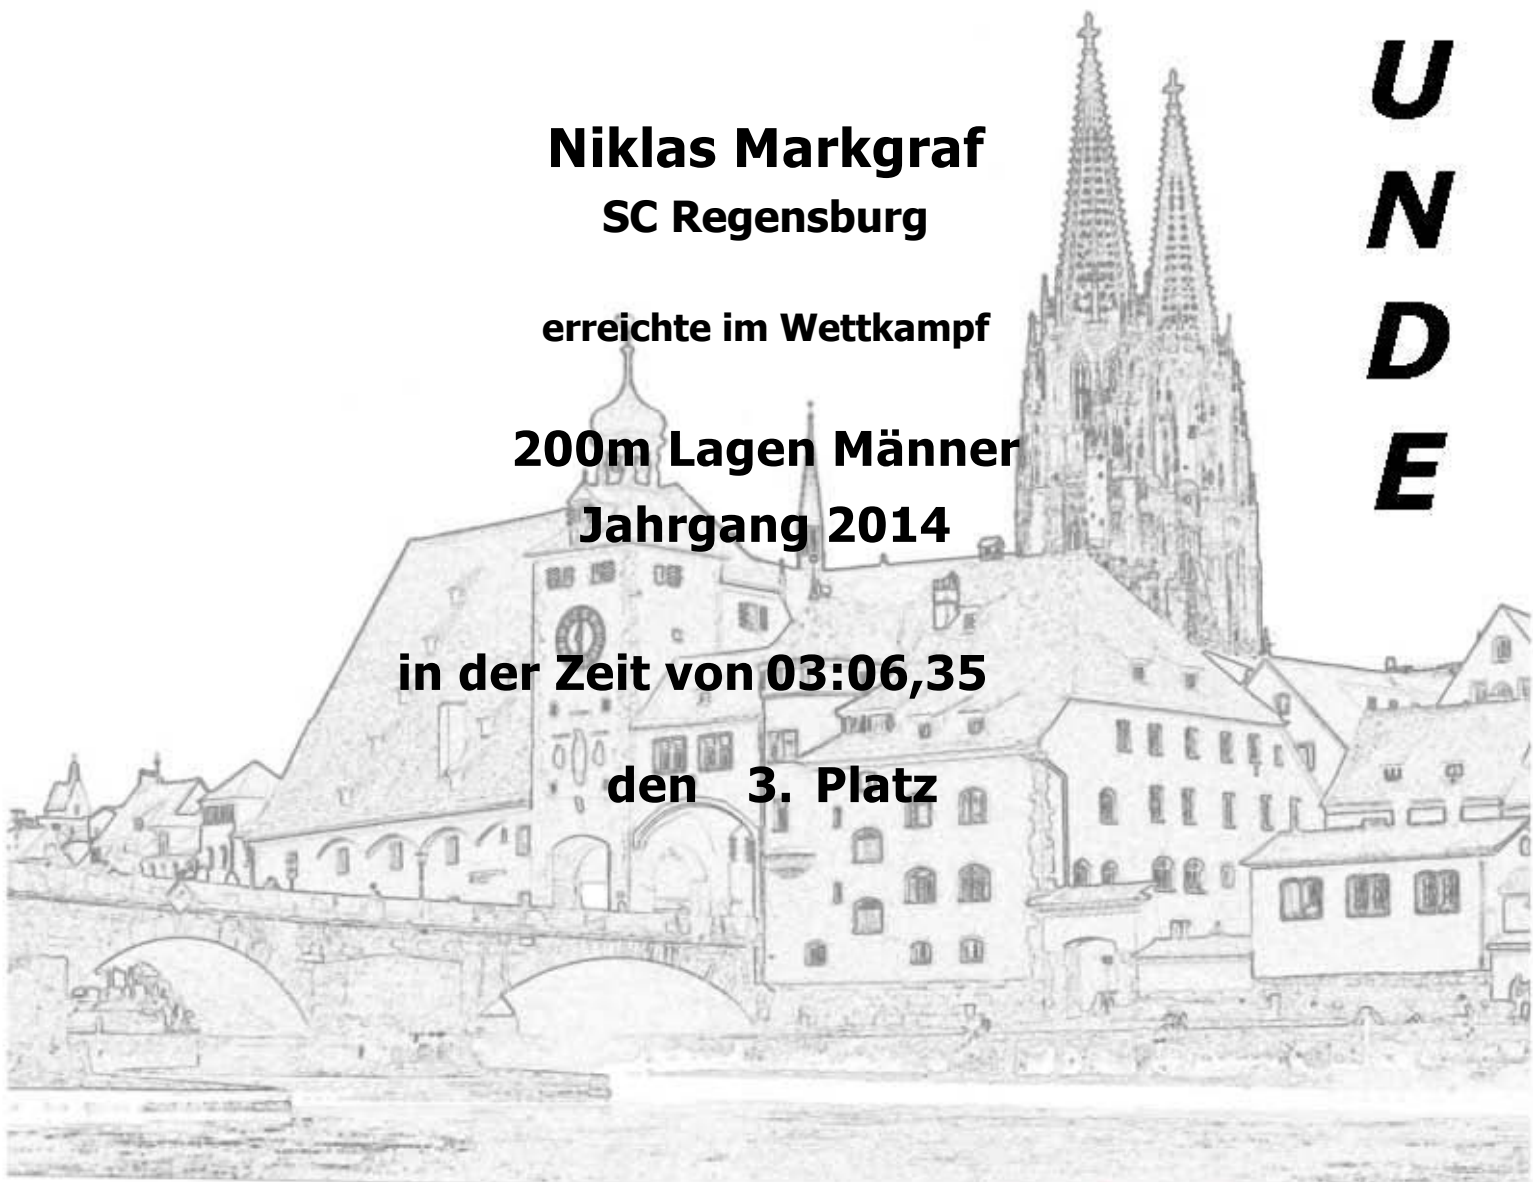 Niklas Markgraf
SC Regensburg
erreichte im Wettkampf
200m Lagen Männer
Jahrgang 2014
in der Zeit von 03:06,35
den 3. Platz
U
N
D
E